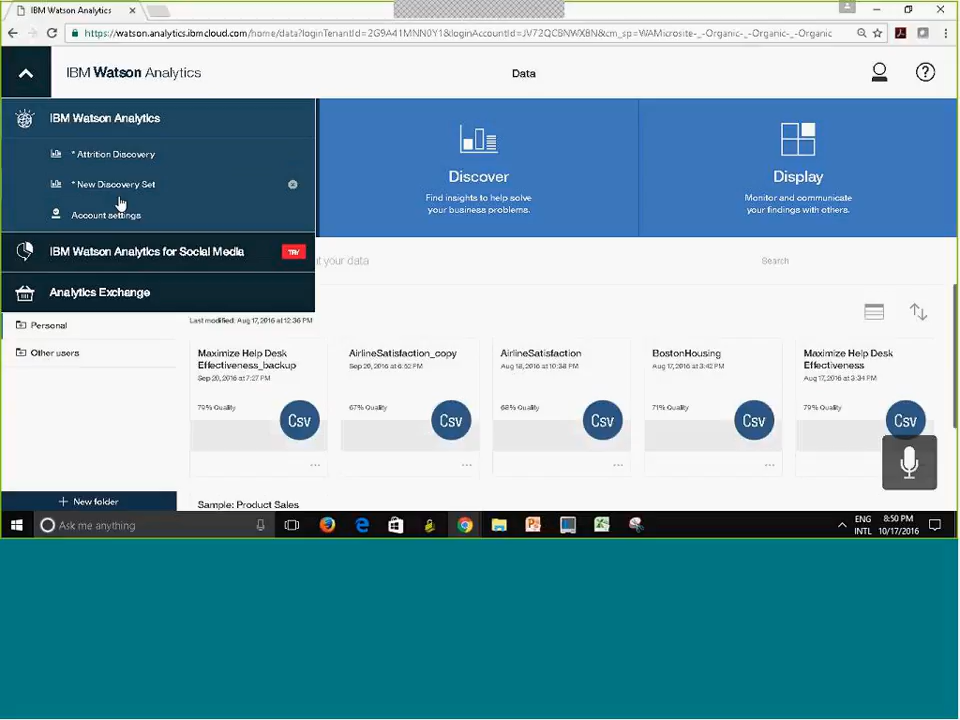 IBM Watson Analytics
https://watson.analytics.ibmcloud.com/home/data?loginTenantId=2G9A41MNN0Y1&loginAccountId=JV72QC8NWX8N&cm_sp=WAMicrosite-_-Organic-_-Organic-_-Organic
IBM Watson Analytics
Data
IBM Watson Analytics
* Attrition Discovery
* New Discovery Set
Account settings
IBM Watson Analytics for Social Media
TRY
Analytics Exchange
Discover
Find insights to help solve
your business problems.
Display
Monitor and communicate
your findings with others.
at your data
Search
Personal
Other users
Last modified: Aug 17, 2016 at 12:36 PM
Maximize Help Desk
Effectiveness_backup
Sep 20, 2016 at 7:27 PM
79% Quality
Csv
AirlineSatisfaction_copy
Sep 20, 2016 at 6:52 PM
67% Quality
Csv
AirlineSatisfaction
Aug 18, 2016 at 10:38 PM
68% Quality
Csv
BostonHousing
Aug 17, 2016 at 3:42 PM
71% Quality
Csv
Maximize Help Desk
Effectiveness
Aug 17, 2016 at 3:34 PM
79% Quality
Csv
+ New folder
Sample: Product Sales
Ask me anything
ENG
INTL
8:50 PM
10/17/2016